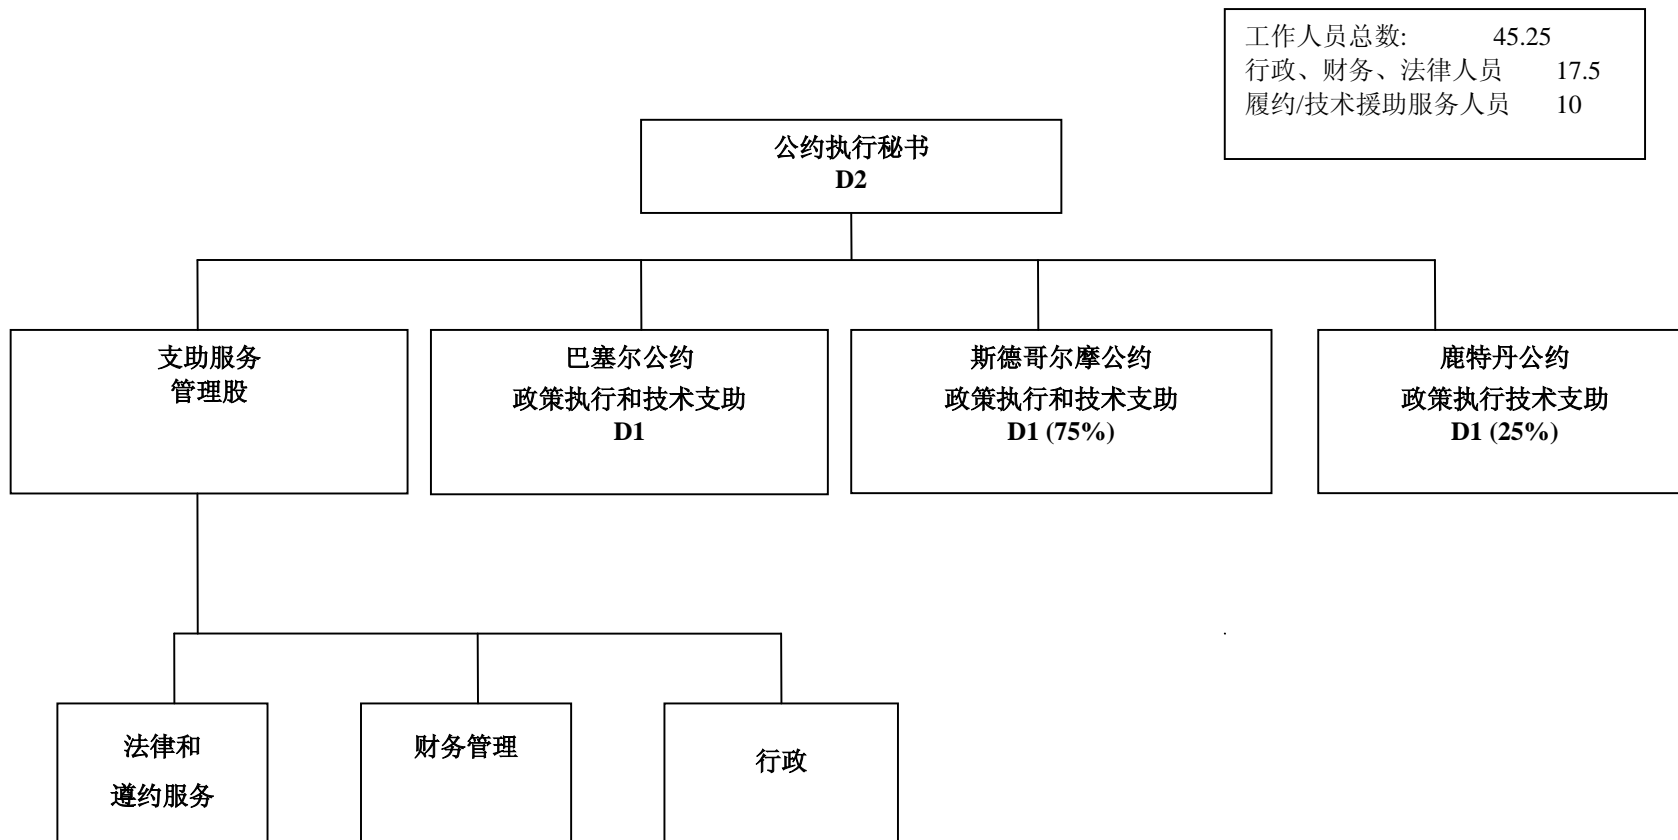 工作人员总数: 45.25
行政、财务、法律人员 17.5
履约/技术援助服务人员 10
公约执行秘书
D2
支助服务
管理股
巴塞尔公约
政策执行和技术支助
D1
斯德哥尔摩公约
政策执行和技术支助
D1 (75%)
鹿特丹公约
政策执行技术支助
D1 (25%)
法律和
遵约服务
财务管理
行政